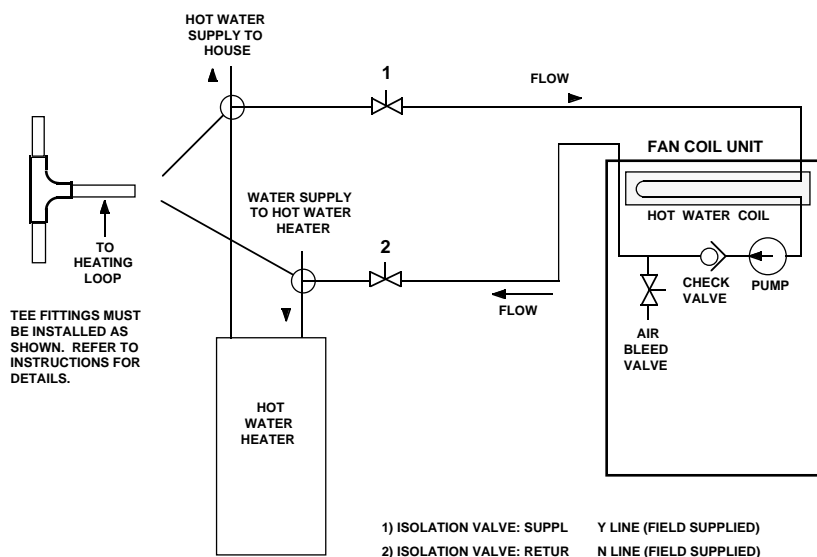 HOT WATER
SUPPLY TO
HOUSE
1
FLOW
FAN COIL UNIT
HOT WATER COIL
WATER SUPPLY
TO HOT WATER
HEATER
2
TO
HEATING
LOOP
CHECK
VALVE
PUMP
FLOW
AIR
BLEED
VALVE
TEE FITTINGS MUST
BE INSTALLED AS
SHOWN. REFER TO
INSTRUCTIONS FOR
DETAILS.
HOT
WATER
HEATER
1) ISOLATION VALVE: SUPPL Y LINE (FIELD SUPPLIED)
2) ISOLATION VALVE: RETUR N LINE (FIELD SUPPLIED)